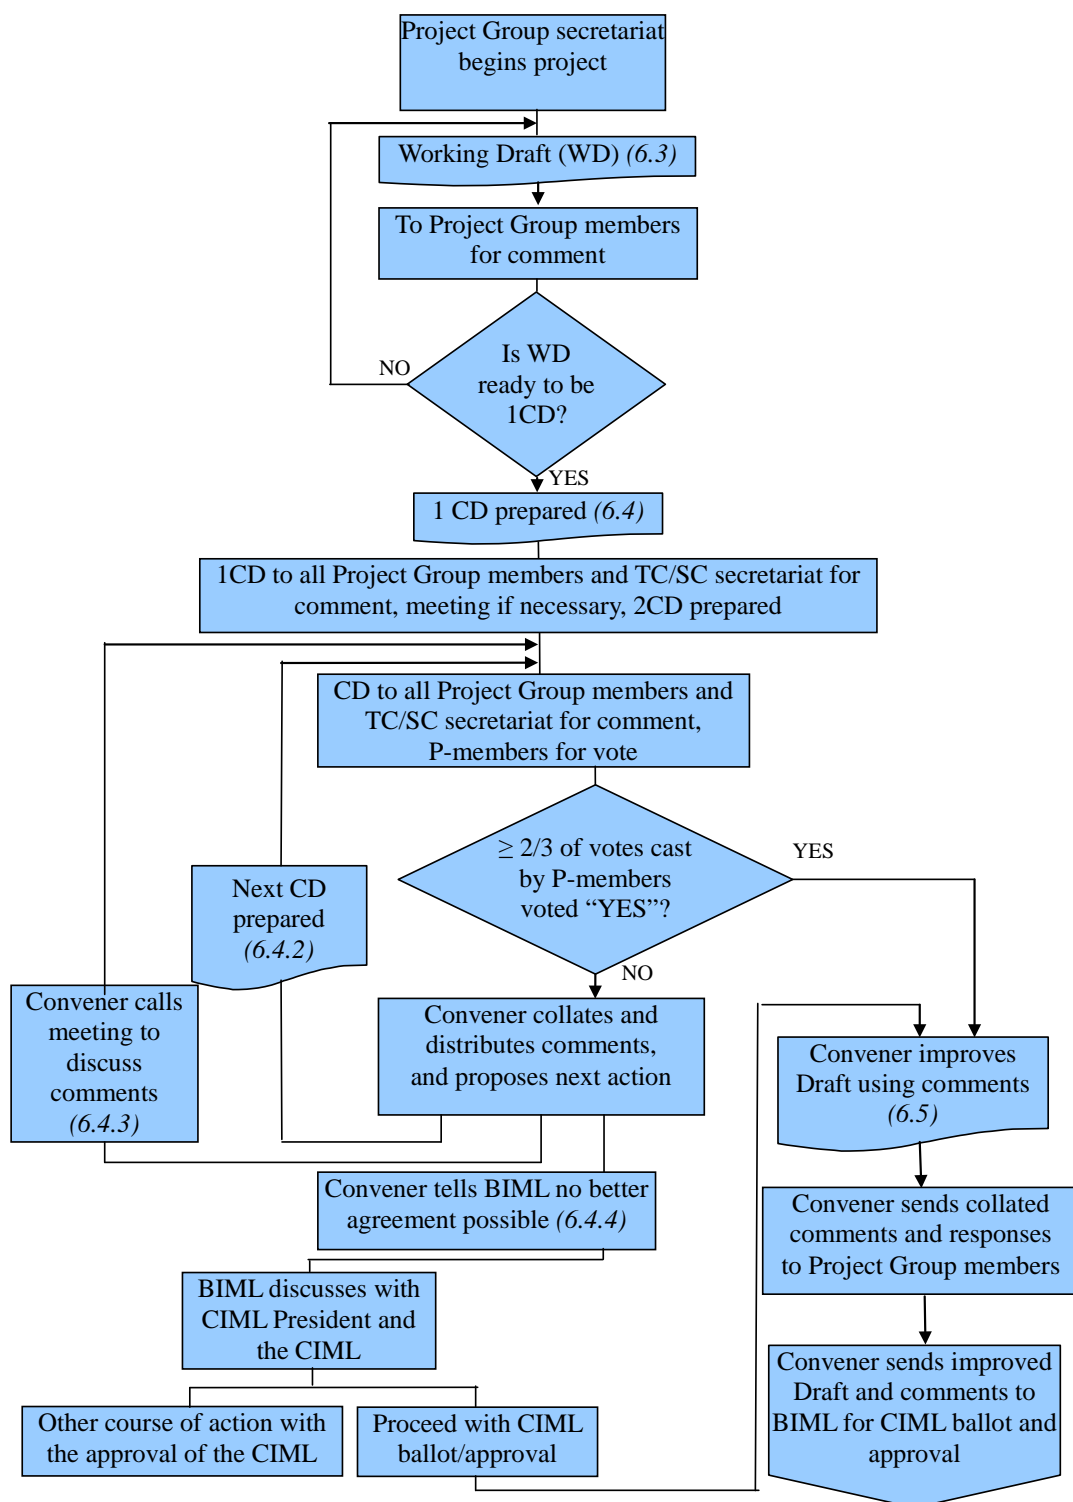 Project Group secretariat
begins project
Working Draft (WD) (6.3)
To Project Group members
for comment
Is WD
ready to be
1CD?
NO
YES
1 CD prepared (6.4)
1CD to all Project Group members and TC/SC secretariat for
comment, meeting if necessary, 2CD prepared
CD to all Project Group members and
TC/SC secretariat for comment,
P-members for vote
≥ 2/3 of votes cast
by P-members
voted “YES”?
YES
NO
Next CD
prepared
(6.4.2)
Convener calls
meeting to
discuss
comments
(6.4.3)
Convener collates and
distributes comments,
and proposes next action
Convener improves
Draft using comments
(6.5)
Convener tells BIML no better
agreement possible (6.4.4)
Convener sends collated
comments and responses
to Project Group members
BIML discusses with
CIML President and
the CIML
Other course of action with
the approval of the CIML
Proceed with CIML
ballot/approval
Convener sends improved
Draft and comments to
BIML for CIML ballot and
approval